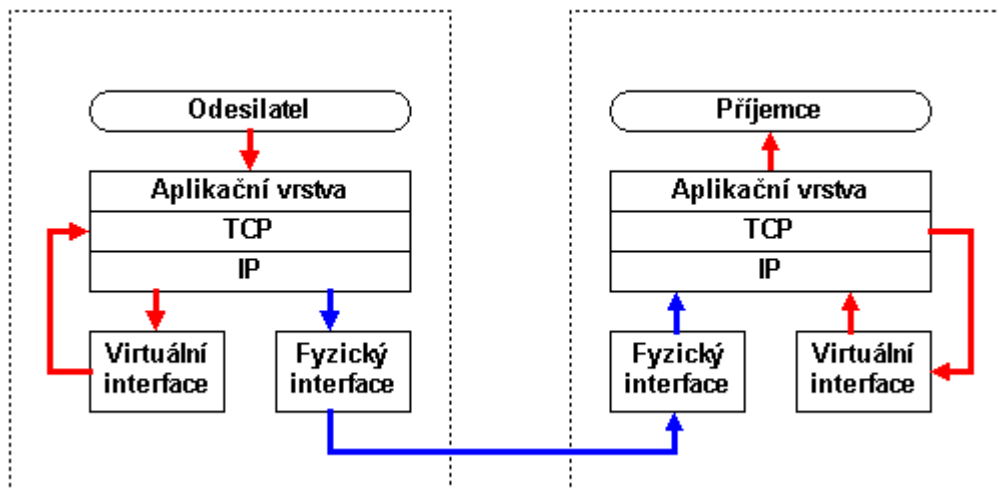 Odesilatel
Aplikační vrstva
TCP
IP
Virtuální
interface
Fyzický
interface
Příjemce
Aplikační vrstva
TCP
IP
Fyzický
interface
Virtuální
interface